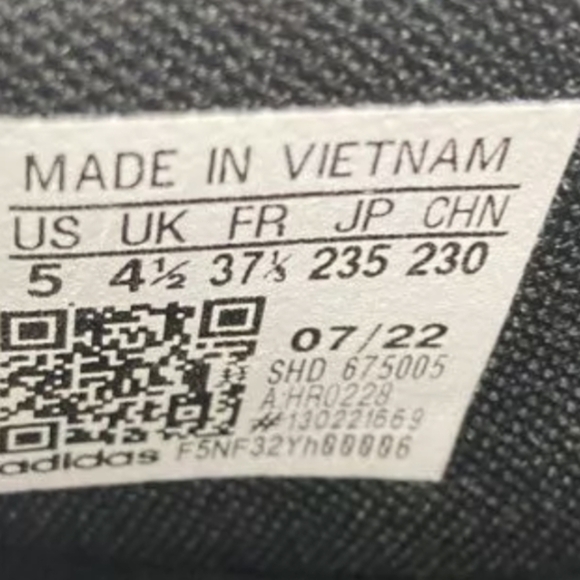 MADE IN VIETNAM
US UK FR JP CHN
5 4½ 37⅓ 235 230
07/22
SHD 675005
A:HR0228
#130221669
adidas F5NF32Yh00006